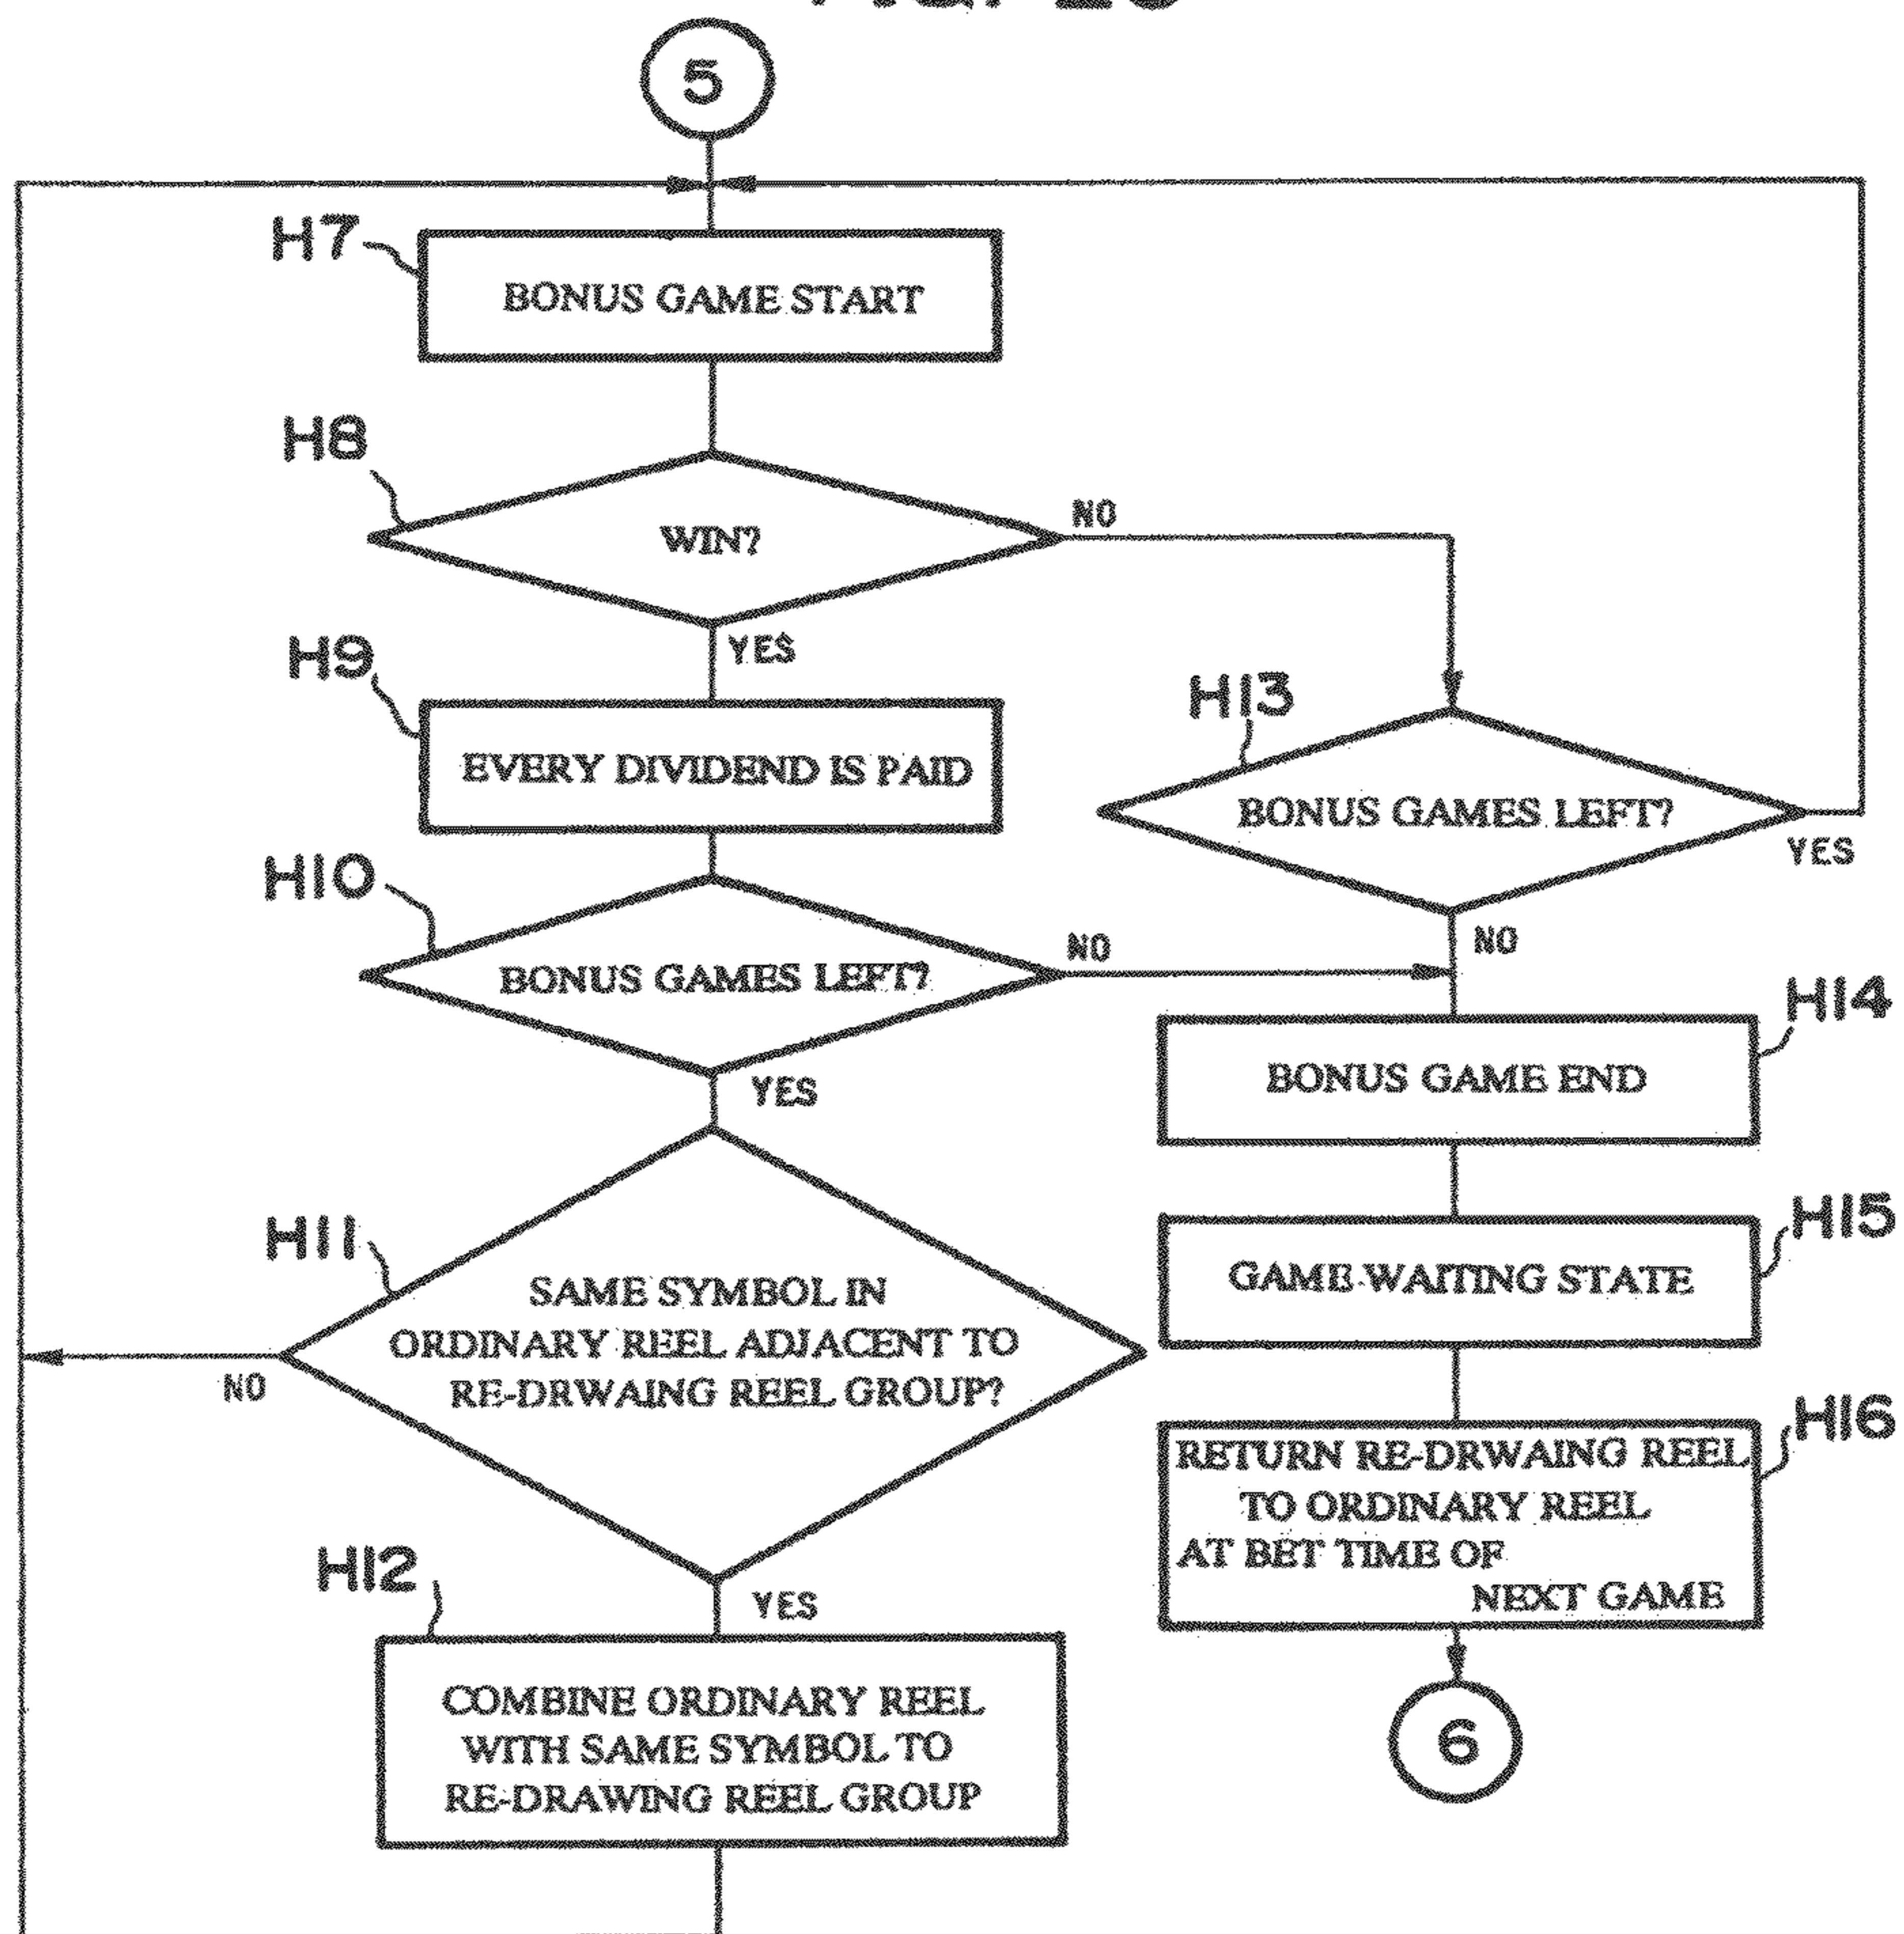 5
H7
BONUS GAME START
H8
WIN?
NO
YES
H9
EVERY DIVIDEND IS PAID
H13
BONUS GAMES LEFT?
YES
NO
H10
BONUS GAMES LEFT?
NO
YES
H14
BONUS GAME END
H11
SAME SYMBOL IN
ORDINARY REEL ADJACENT TO
RE-DRWAING REEL GROUP?
NO
YES
H15
GAME-WAITING STATE
H16
RETURN RE-DRWAING REEL
TO ORDINARY REEL
AT BET TIME OF
NEXT GAME
H12
COMBINE ORDINARY REEL
WITH SAME SYMBOL TO
RE-DRAWING REEL GROUP
6